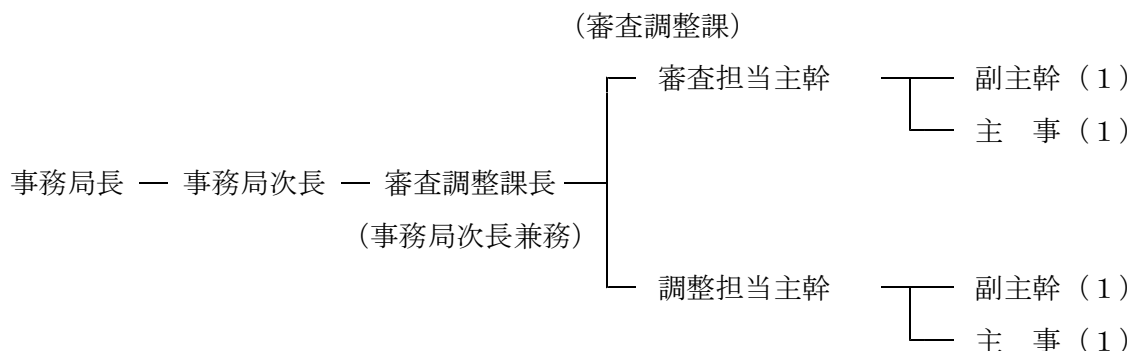 (審査調整課)
審査担当主幹 副主幹(1)
主 事(1)
事務局長 事務局次長 審査調整課長
(事務局次長兼務)
調整担当主幹 副主幹(1)
主 事(1)